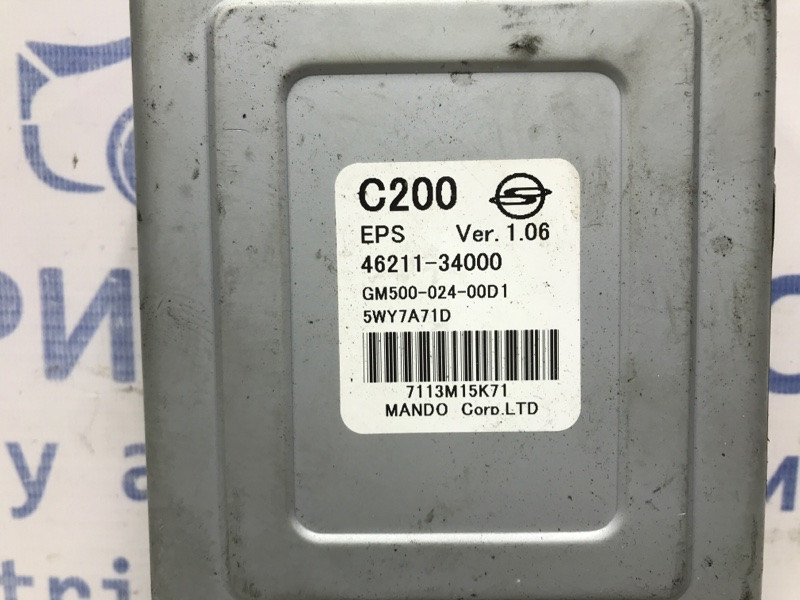 C200
EPS Ver. 1.06
46211-34000
GM500-024-00D1
5WY7A71D
7113M15K71
MANDO Corp.LTD